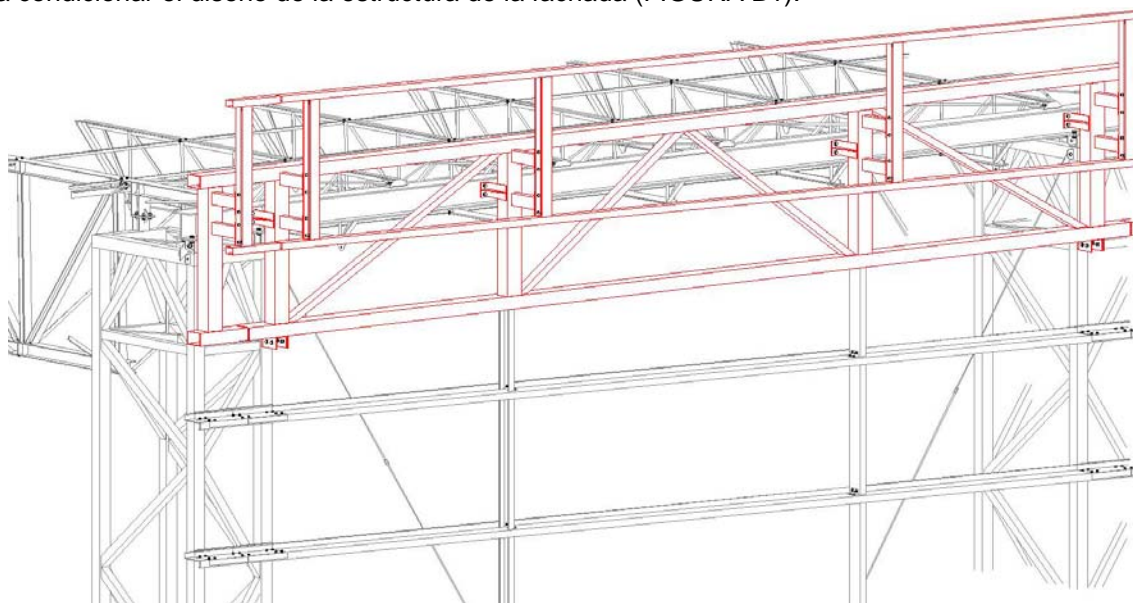 a condicionar el diseño de la estructura de la fachada